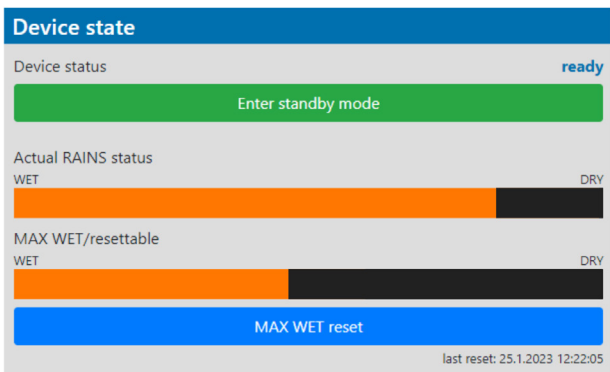 Device state
Device status ready
Enter standby mode
Actual RAINS status
WET DRY
MAX WET/resettable
WET DRY
MAX WET reset
last reset: 25.1.2023 12:22:05